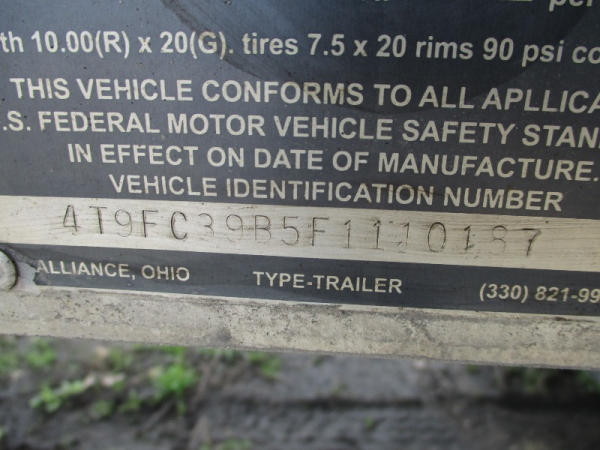 per
th 10.00(R) x 20(G). tires 7.5 x 20 rims 90 psi co
THIS VEHICLE CONFORMS TO ALL APLLICA
.S. FEDERAL MOTOR VEHICLE SAFETY STAN
IN EFFECT ON DATE OF MANUFACTURE.
VEHICLE IDENTIFICATION NUMBER
4T9FC39B5F1110187
ALLIANCE, OHIO TYPE-TRAILER (330) 821-99